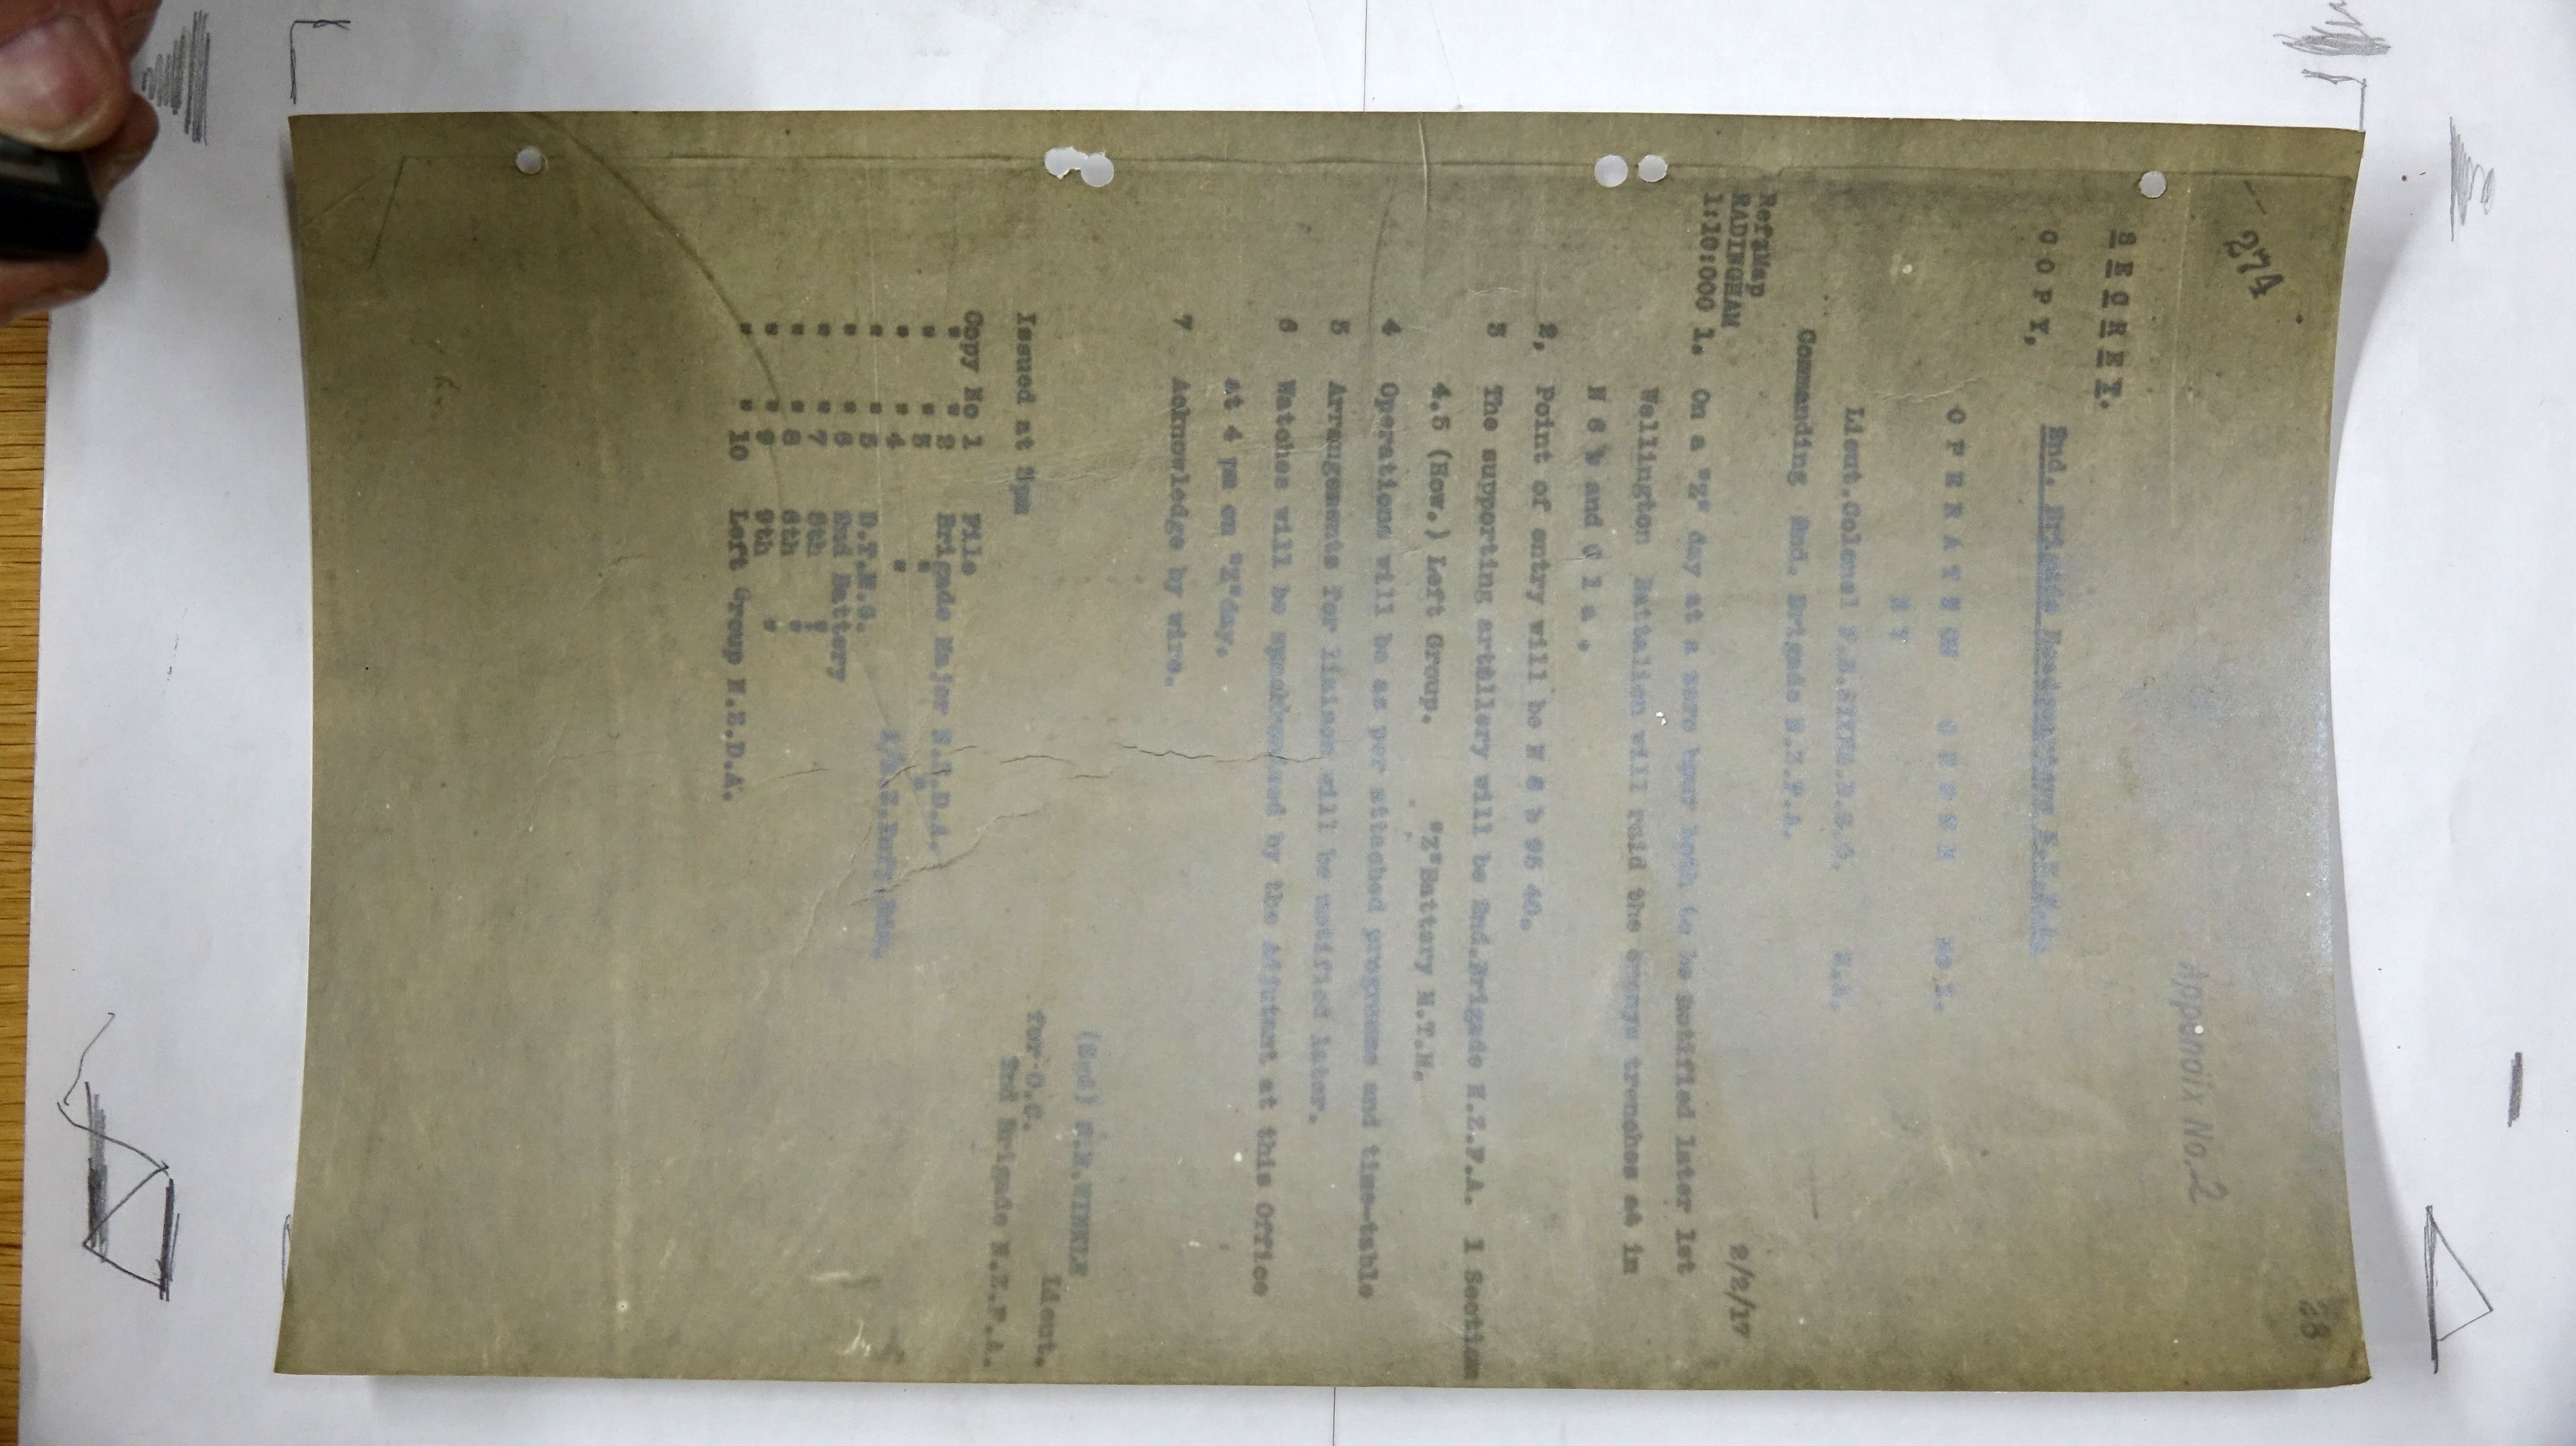 274
28
Appendix No. 2
S E C R E T.
C O P Y,
2nd. Brigade Headquarters N.Z.F.A.
O P E R A T I O N O R D E R No 1.
B Y
Lieut.Colonel F.B.SYKES.D.S.O. R.A.
Commanding 2nd. Brigade N.Z.F.A.
2/2/17
Ref:Map
RADINGHAM
1:10:000 1. On a "Z" day at a zero hour both to be notified later 1st
Wellington Battalion will raid the enemys trenches at in
N 6 b and O 1 a .
2, Point of entry will be N 6 b 95 40.
3 The supporting artillery will be 2nd.Brigade N.Z.F.A. 1 Section
4.5 (How.) Left Group. "Z"Battery M.T.M.
4 Operations will be as per attached programme and time-table
5 Arrangements for liaison will be notified later.
6 Watches will be synchronised by the Adjutant at this Office
at 4 pm on "Z"day.
7 Acknowledge by wire.
(Sgd) WINKLE
Lieut.
for O.C.
2nd Brigade N.Z.F.A.
Issued at 2pm
Copy No 1 File
" " 2 Brigade Major N.Z.D.A.
" " 3 " "
" " 4 "
" " 5 D.T.M.O.
" " 6 2nd Battery
" " 7 5th "
" " 8 6th "
" " 9 9th "
" " 10 Left Group N.Z.D.A.